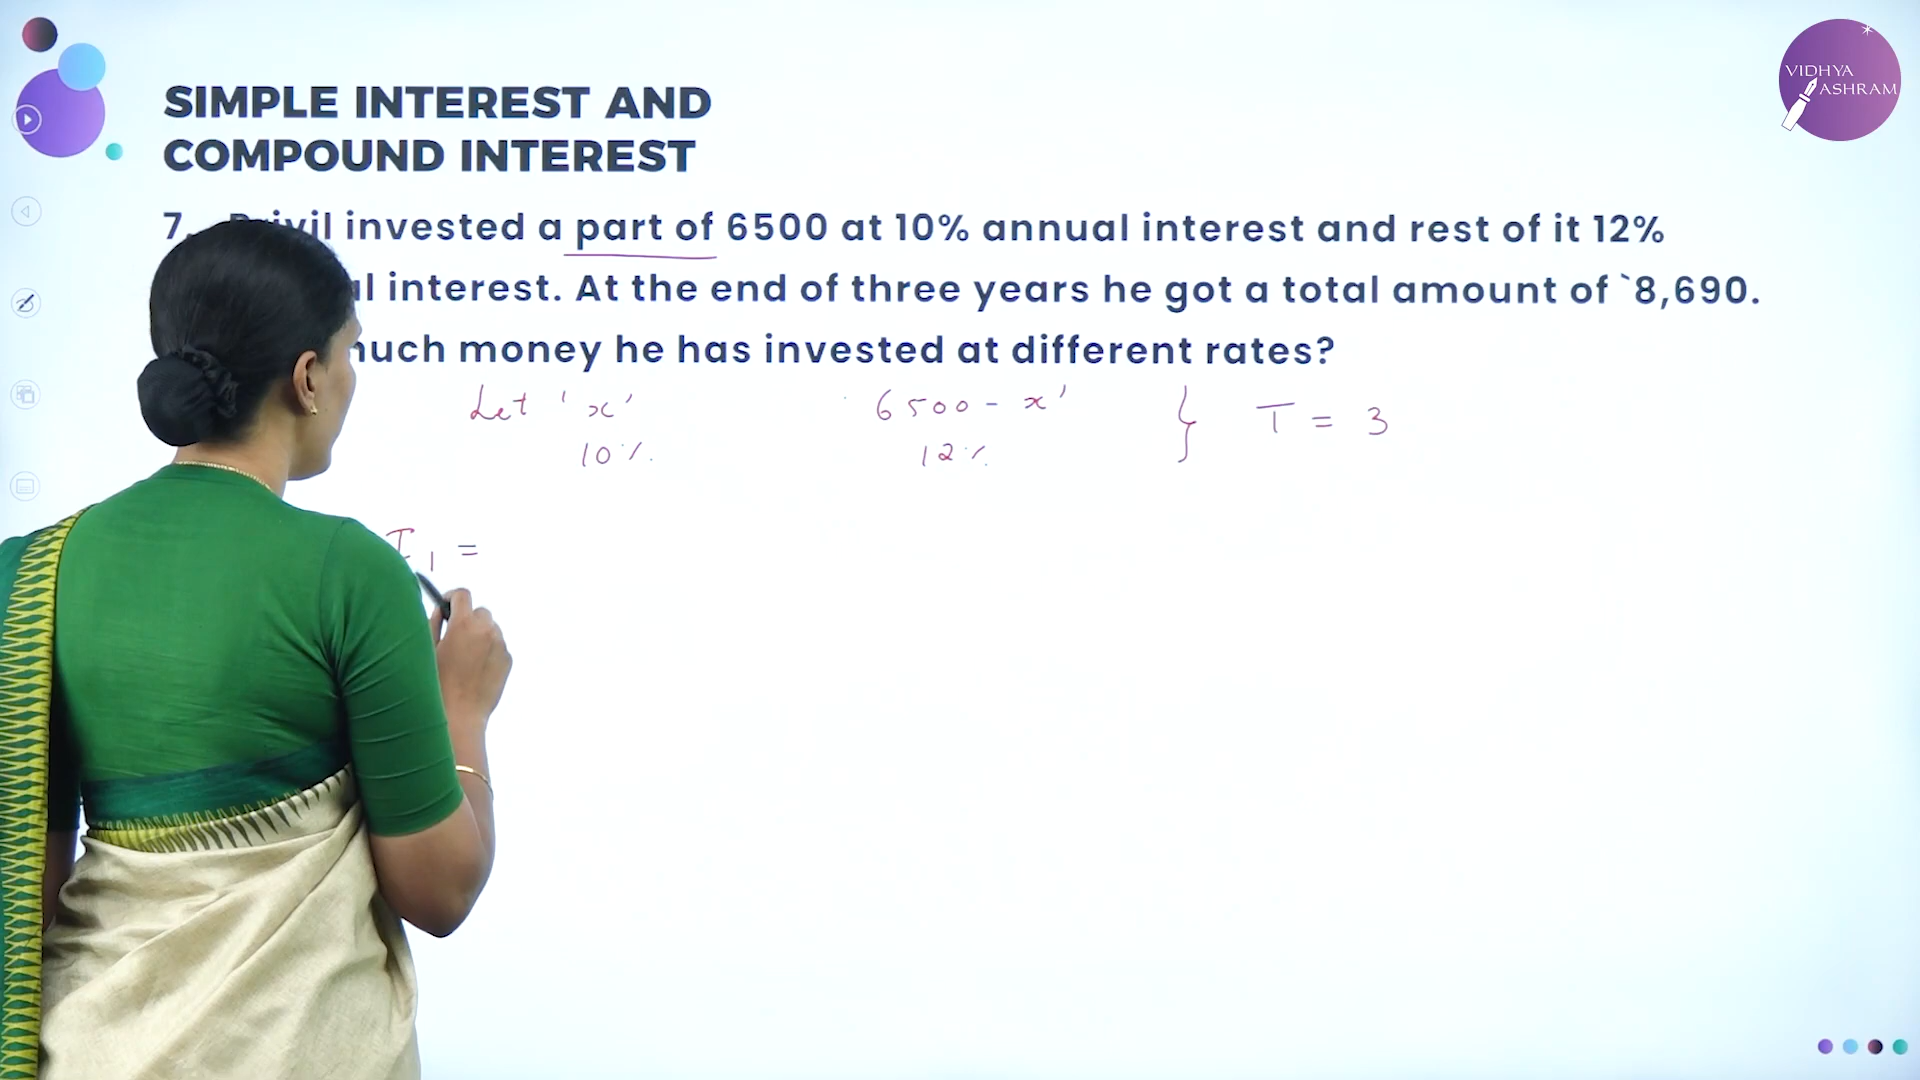 VIDHYA
ASHRAM
SIMPLE INTEREST AND
COMPOUND INTEREST
7. invested a part of 6500 at 10% annual interest and rest of it 12%
interest. At the end of three years he got a total amount of `8,690.
money he has invested at different rates?
Let 'x' 6500 - x' } T = 3
10% 12%
I1 =